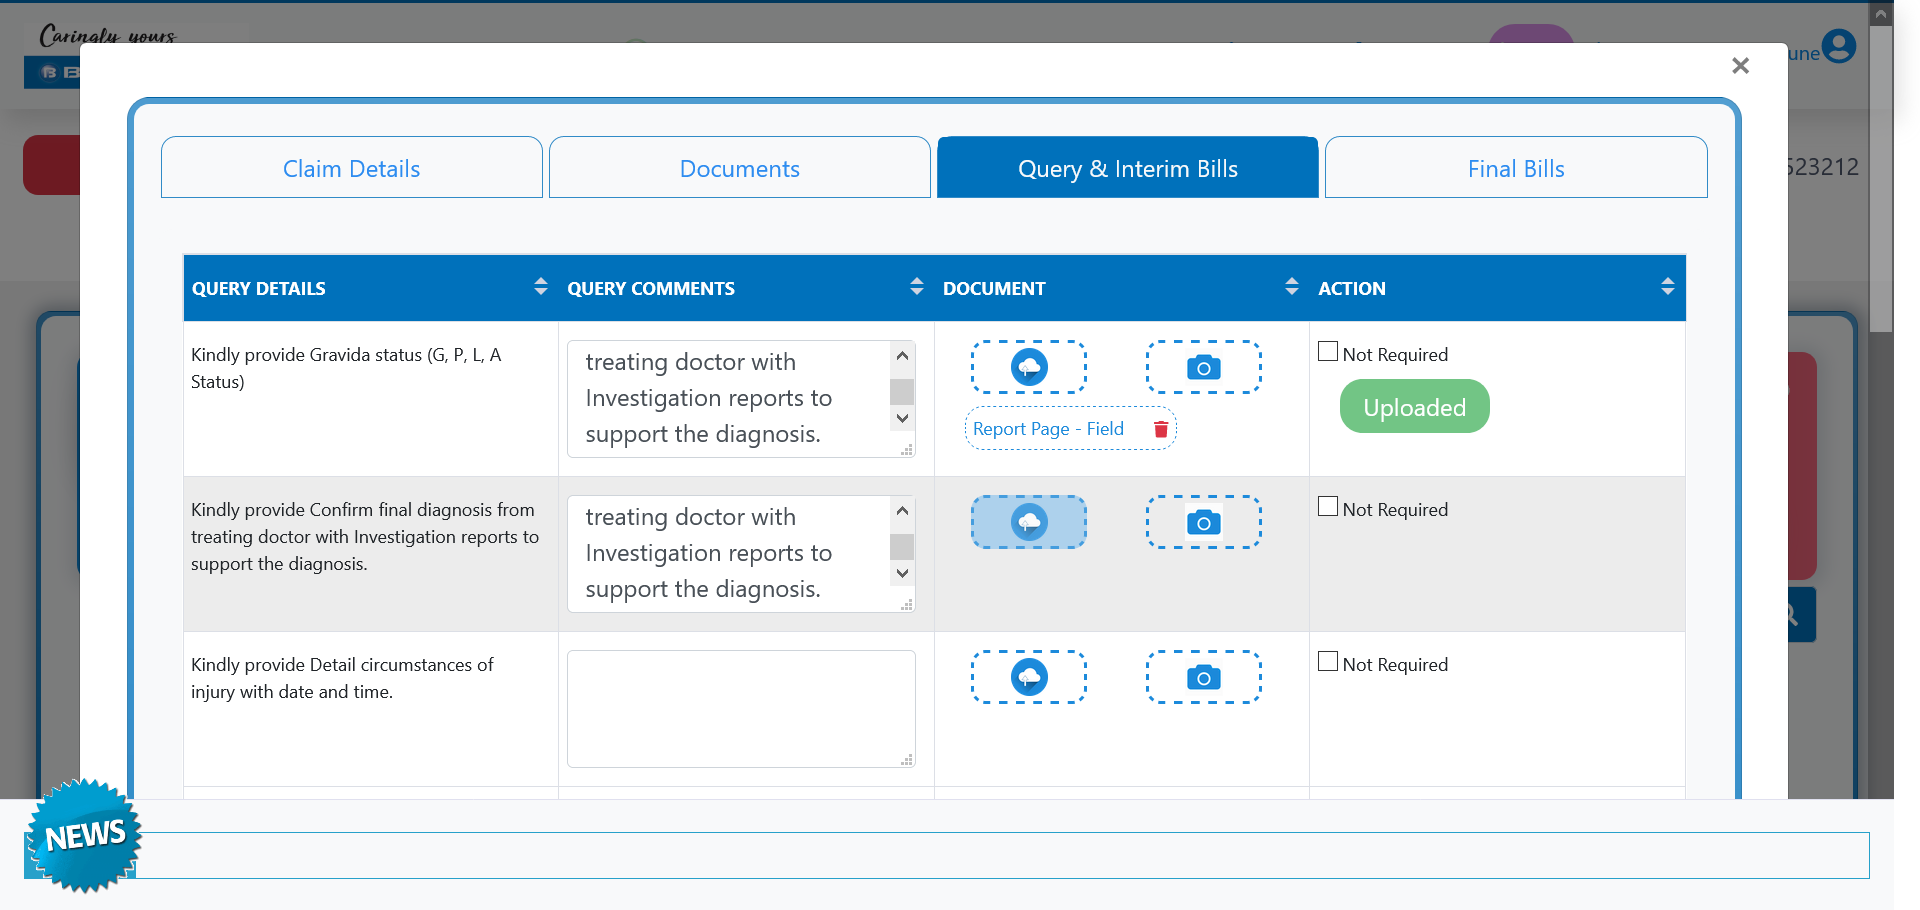 Caringly yours
B
une
523212
×
Claim Details
Documents
Query & Interim Bills
Final Bills
QUERY DETAILS
QUERY COMMENTS
DOCUMENT
ACTION
Kindly provide Gravida status (G, P, L, A
Status)
treating doctor with
Investigation reports to
support the diagnosis.
Report Page - Field
Not Required
Uploaded
Kindly provide Confirm final diagnosis from
treating doctor with Investigation reports to
support the diagnosis.
treating doctor with
Investigation reports to
support the diagnosis.
Not Required
Kindly provide Detail circumstances of
injury with date and time.
Not Required
NEWS